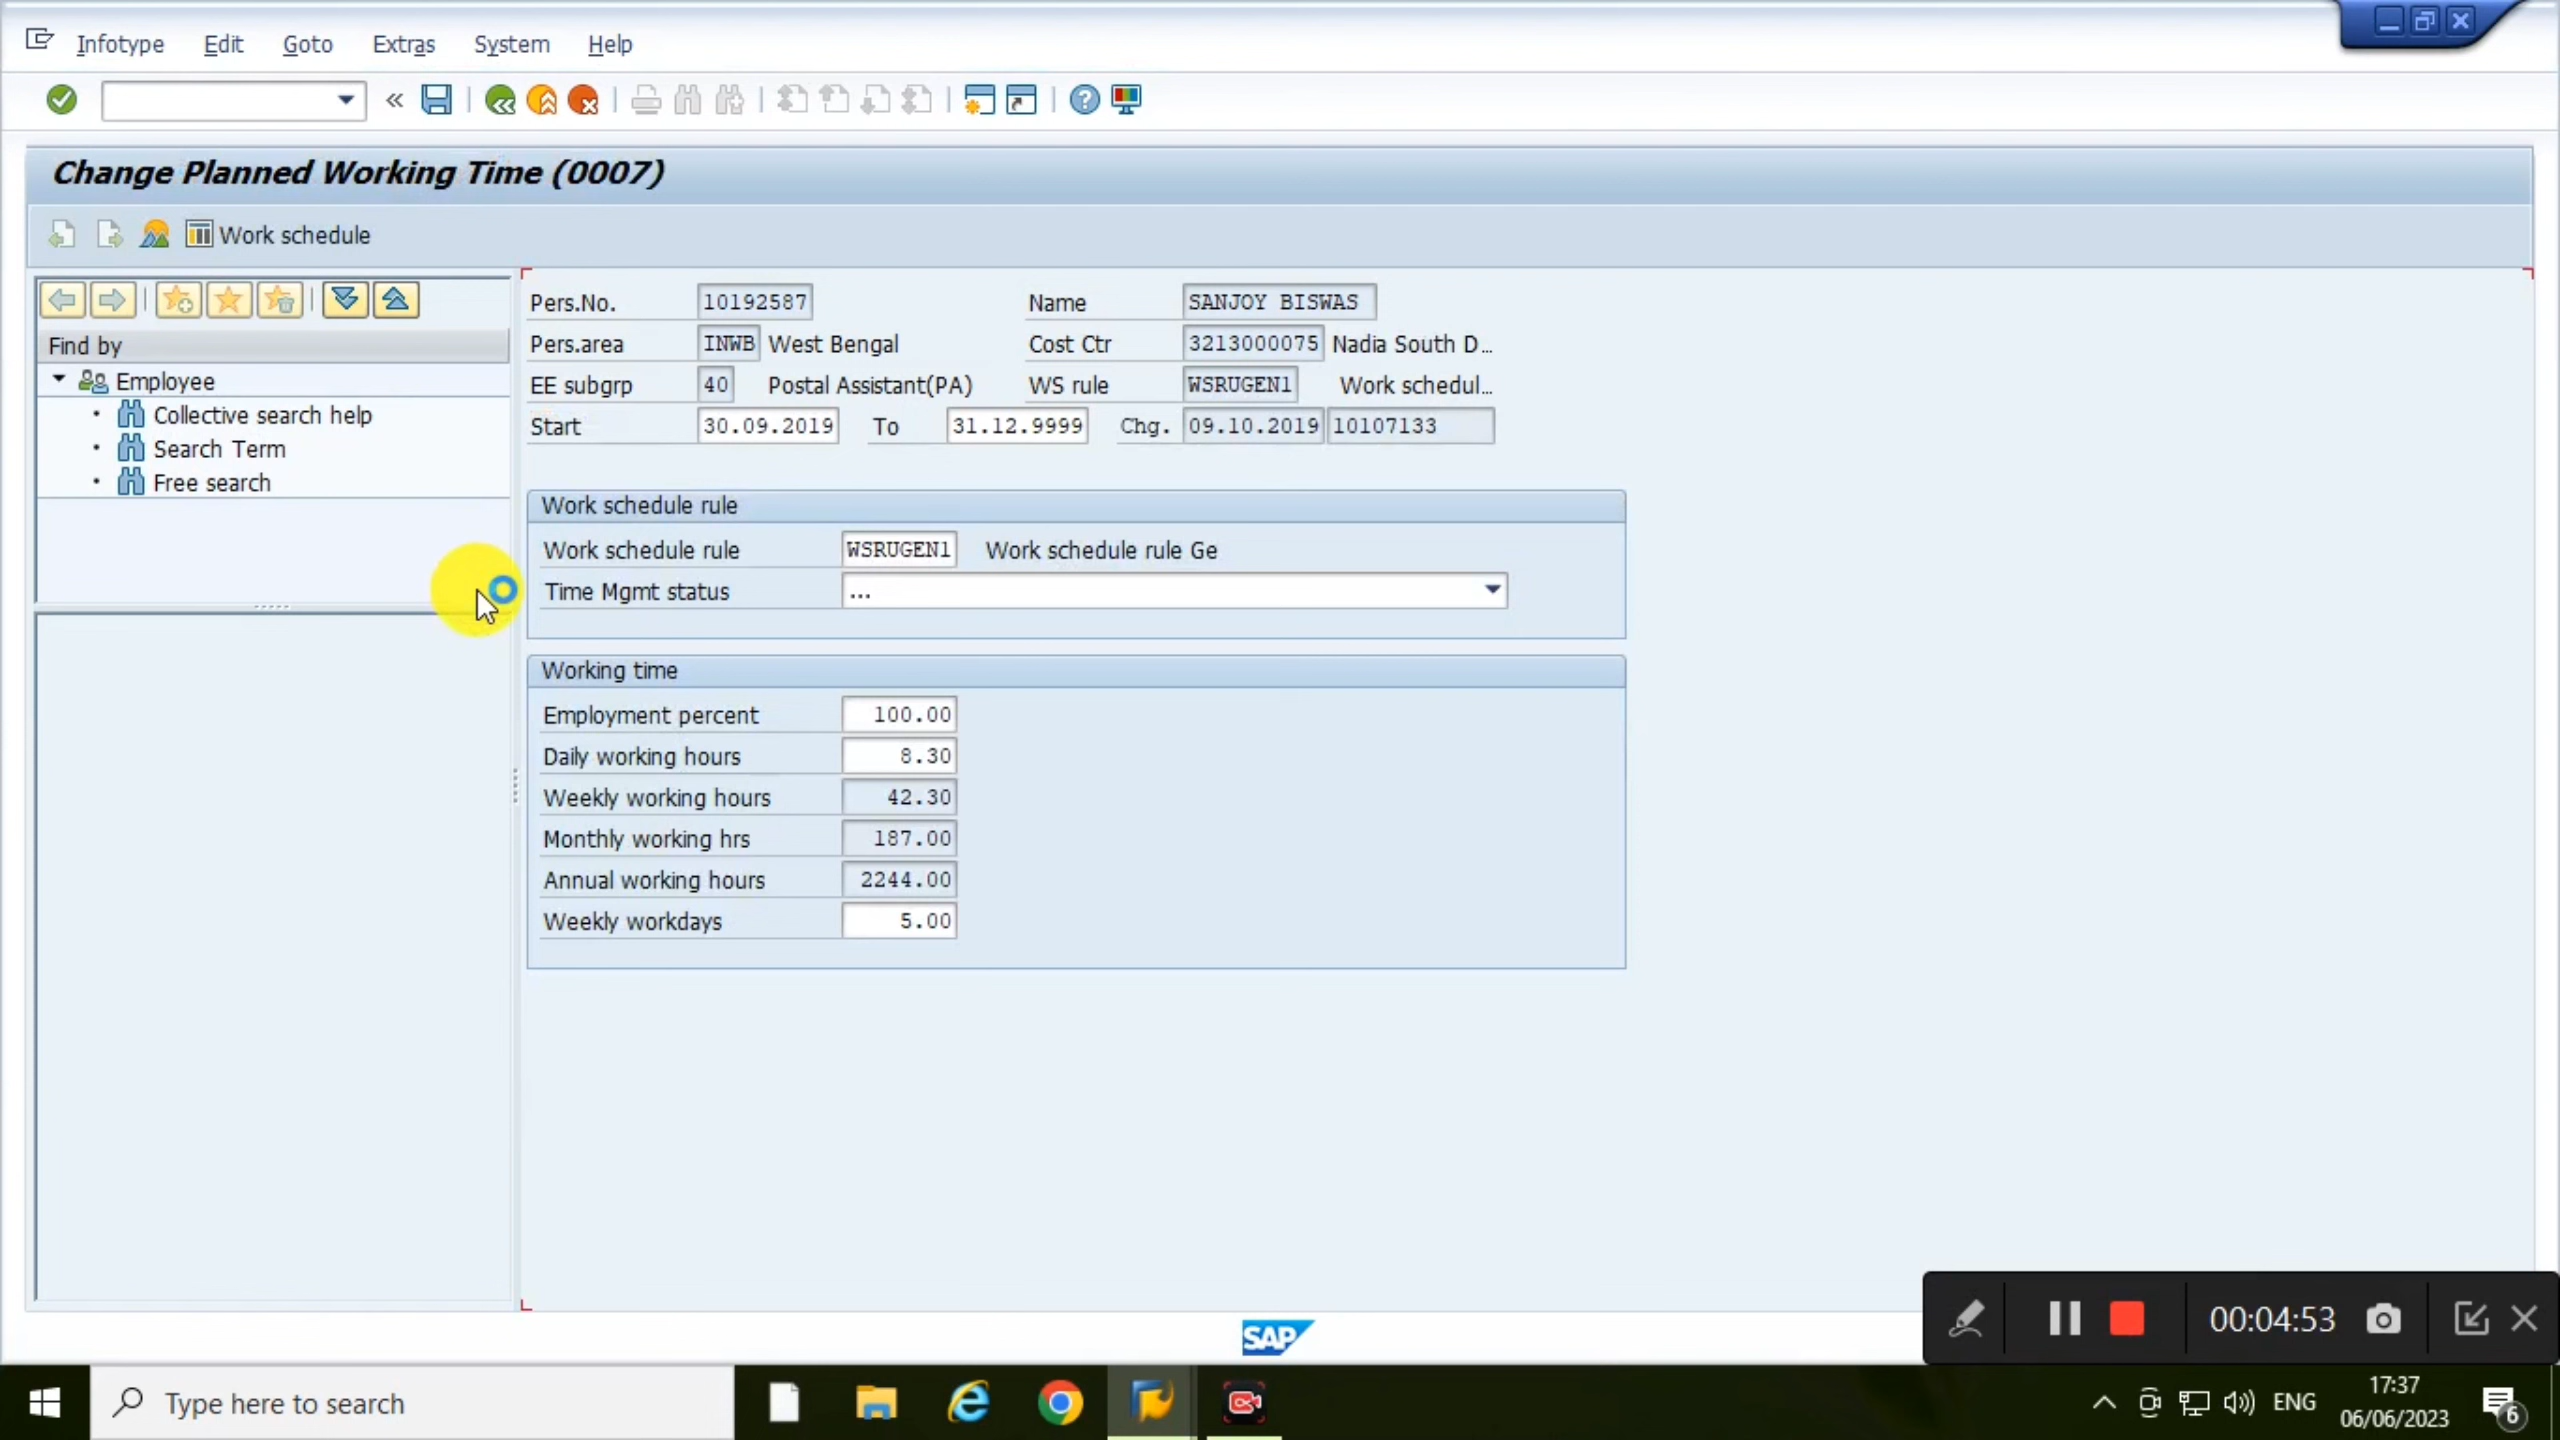 Infotype Edit Goto Extras System Help
Change Planned Working Time (0007)
Work schedule
Find by
Employee
Collective search help
Search Term
Free search
Pers.No. 10192587 Name SANJOY BISWAS
Pers.area INWB West Bengal Cost Ctr 3213000075 Nadia South D...
EE subgrp 40 Postal Assistant(PA) WS rule WSRUGEN1 Work schedul...
Start 30.09.2019 To 31.12.9999 Chg. 09.10.2019 10107133
Work schedule rule
Work schedule rule WSRUGEN1 Work schedule rule Ge
Time Mgmt status ...
Working time
Employment percent 100.00
Daily working hours 8.30
Weekly working hours 42.30
Monthly working hrs 187.00
Annual working hours 2244.00
Weekly workdays 5.00
00:04:53
SAP
Type here to search
ENG
17:37
06/06/2023
6